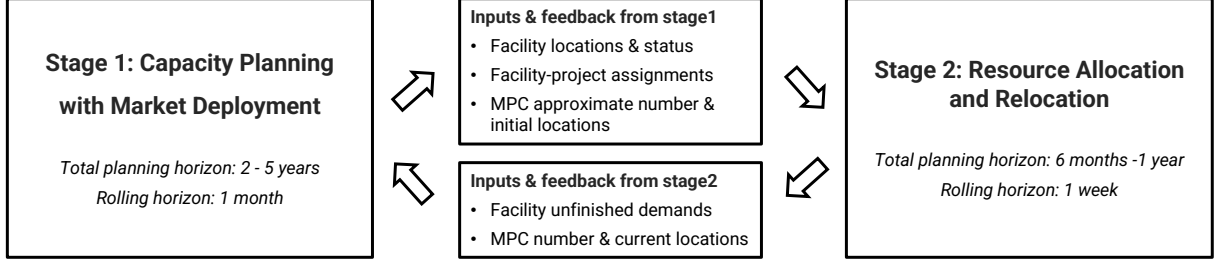 Stage 1: Capacity Planning
with Market Deployment
Total planning horizon: 2 - 5 years
Rolling horizon: 1 month
Inputs & feedback from stage1
• Facility locations & status
• Facility-project assignments
• MPC approximate number &
initial locations
Inputs & feedback from stage2
• Facility unfinished demands
• MPC number & current locations
Stage 2: Resource Allocation
and Relocation
Total planning horizon: 6 months -1 year
Rolling horizon: 1 week